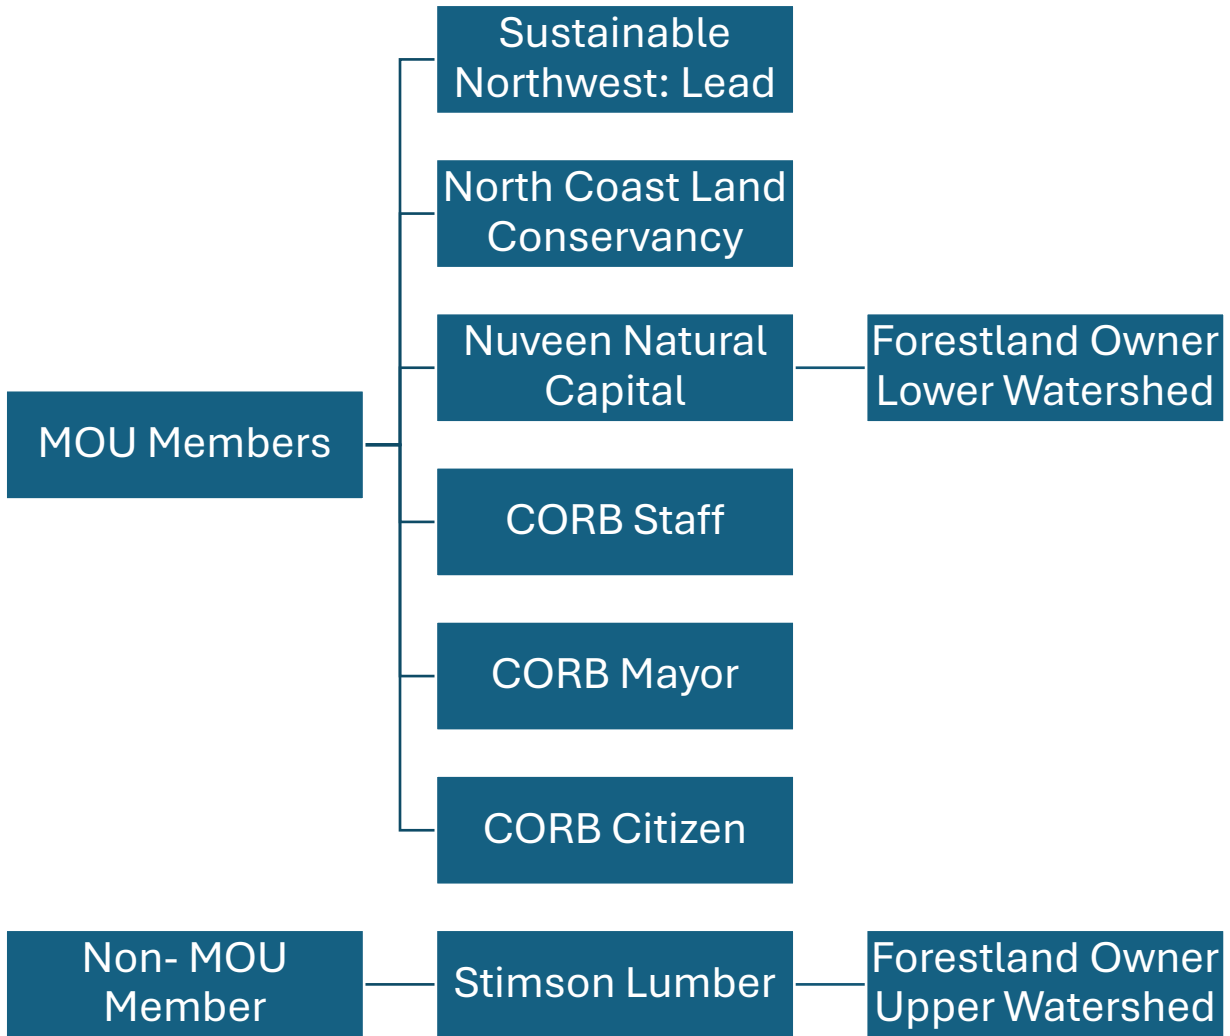 Sustainable
Northwest: Lead
North Coast Land
Conservancy
Nuveen Natural
Capital
Forestland Owner
Lower Watershed
MOU Members
CORB Staff
CORB Mayor
CORB Citizen
Non- MOU
Member
Stimson Lumber
Forestland Owner
Upper Watershed